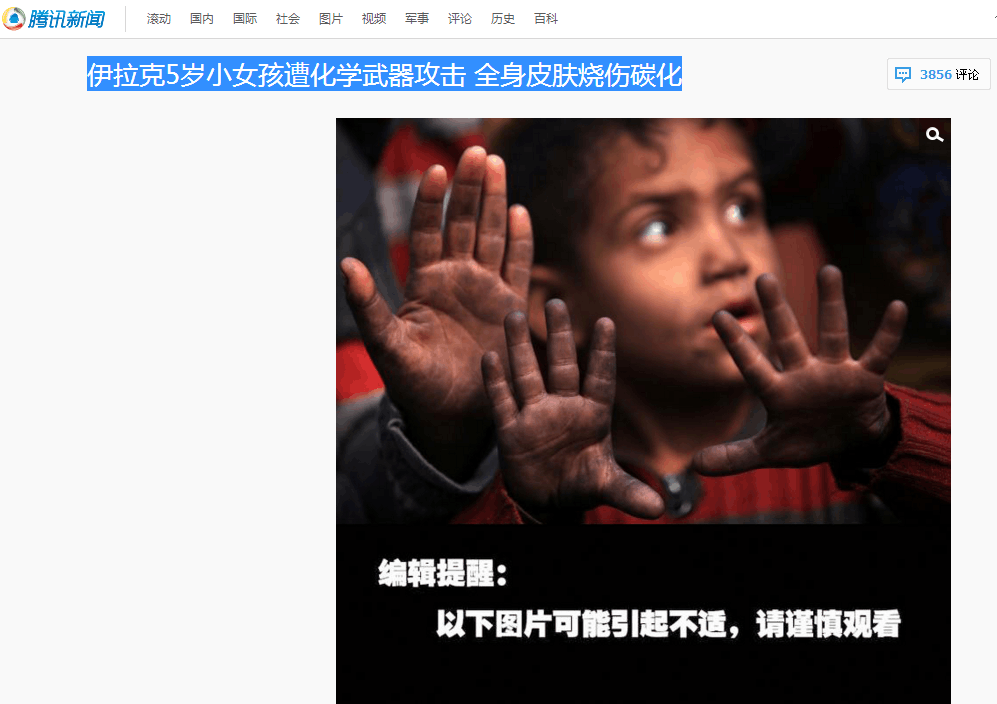 腾讯新闻 滚动 国内 国际 社会 图片 视频 军事 评论 历史 百科
伊拉克5岁小女孩遭化学武器攻击 全身皮肤烧伤碳化
3856 评论
编辑提醒：
以下图片可能引起不适，请谨慎观看